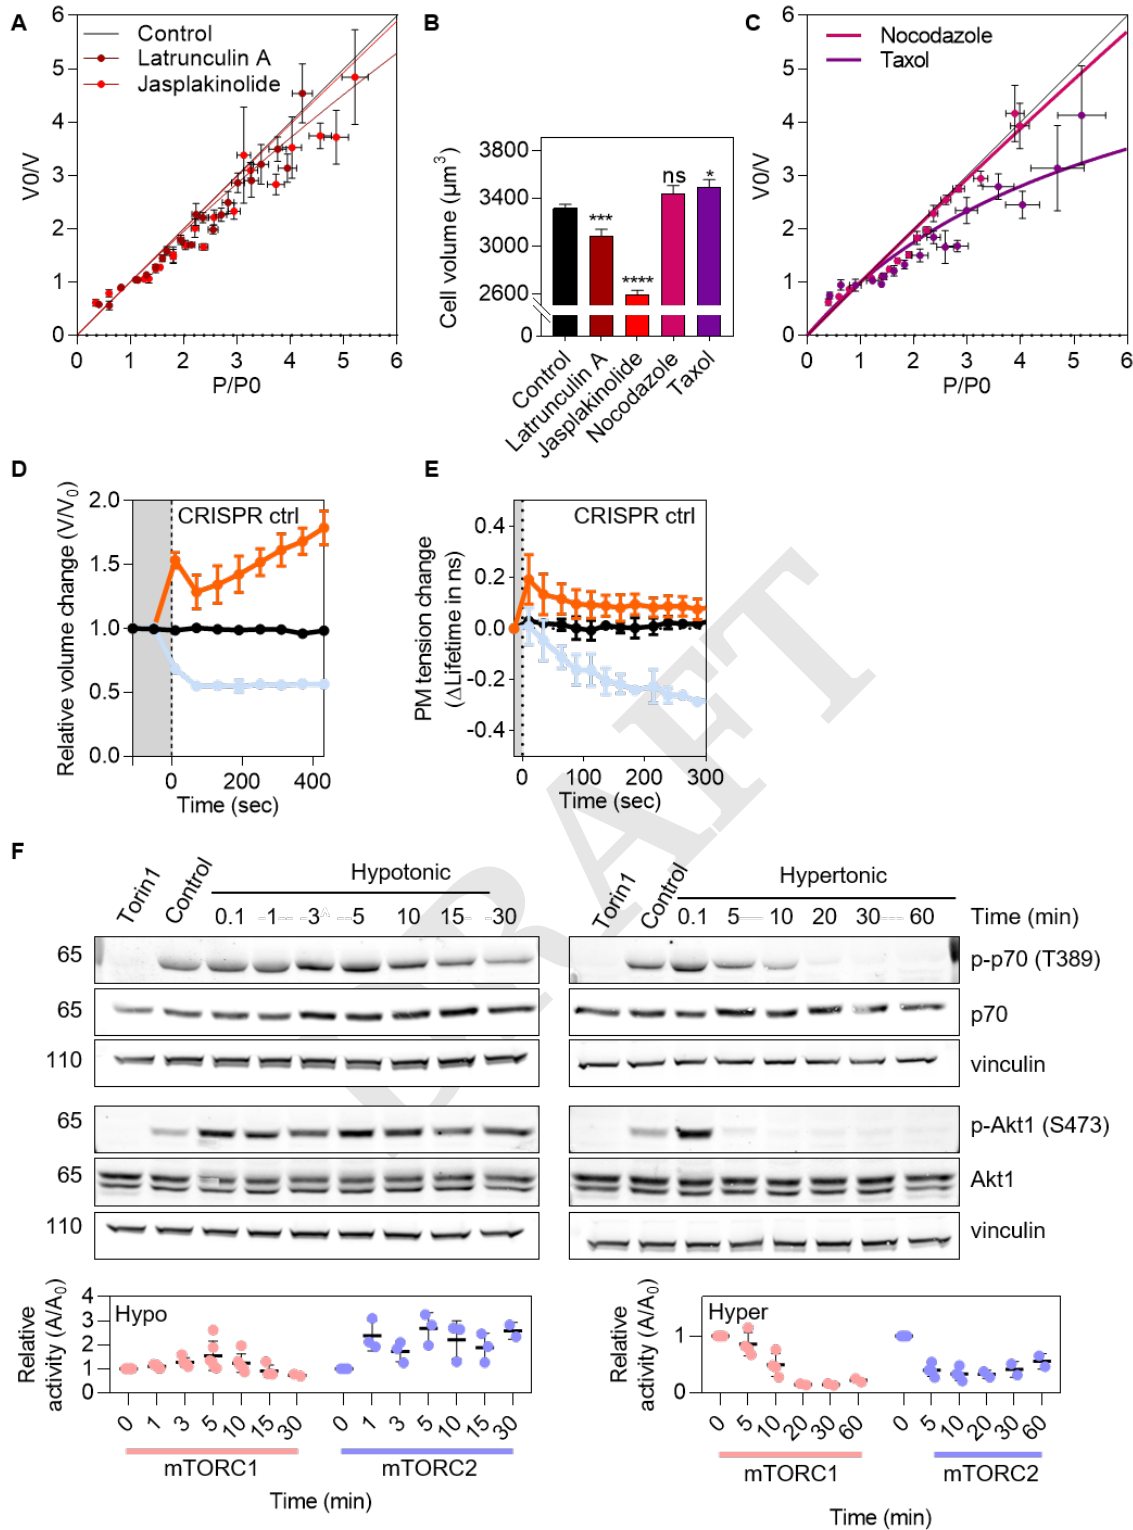 A
Control
Latrunculin A
Jasplakinolide
V0/V
6
5
4
3
2
1
0
0 1 2 3 4 5 6
P/P0
B
Cell volume (µm³)
3800
3400
3000
2600
0
***
****
ns
*
Control
Latrunculin A
Jasplakinolide
Nocodazole
Taxol
C
Nocodazole
Taxol
V0/V
6
5
4
3
2
1
0
0 1 2 3 4 5 6
P/P0
D
CRISPR ctrl
Relative volume change (V/V₀)
2.0
1.5
1.0
0.5
0.0
0 200 400
Time (sec)
E
CRISPR ctrl
PM tension change
(ΔLifetime in ns)
0.4
0.2
0.0
-0.2
-0.4
0 100 200 300
Time (sec)
DRAFT
F
Torin1 Control Hypotonic
0.1 1 3 5 10 15 30
Torin1 Control Hypertonic
0.1 5 10 20 30 60 Time (min)
65 p-p70 (T389)
65 p70
110 vinculin
65 p-Akt1 (S473)
65 Akt1
110 vinculin
Relative
activity (A/A₀)
Hypo
4
3
2
1
0
0 1 3 5 10 15 30 0 1 3 5 10 15 30
mTORC1 mTORC2
Time (min)
Relative
activity (A/A₀)
Hyper
1
0
0 5 10 20 30 60 0 5 10 20 30 60
mTORC1 mTORC2
Time (min)